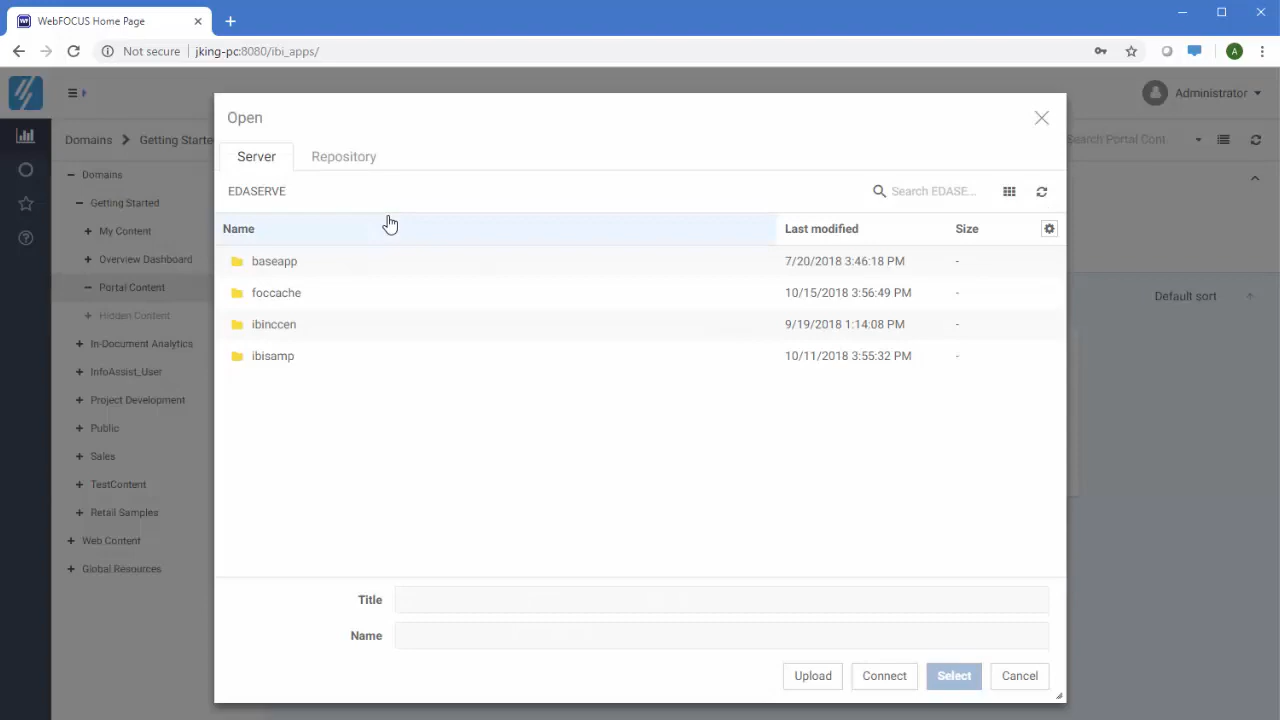 WebFOCUS Home Page
Not secure jking-pc:8080/ibi_apps/
A
Administrator
Domains Getting Starte
Search Portal Cont
Domains
Getting Started
My Content
Overview Dashboard
Portal Content
Hidden Content
In-Document Analytics
InfoAssist_User
Project Development
Public
Sales
TestContent
Retail Samples
Web Content
Global Resources
Default sort
Open
Server Repository
EDASERVE
Search EDASE...
Name Last modified Size
baseapp 7/20/2018 3:46:18 PM -
foccache 10/15/2018 3:56:49 PM -
ibinccen 9/19/2018 1:14:08 PM -
ibisamp 10/11/2018 3:55:32 PM -
Title
Name
Upload Connect Select Cancel